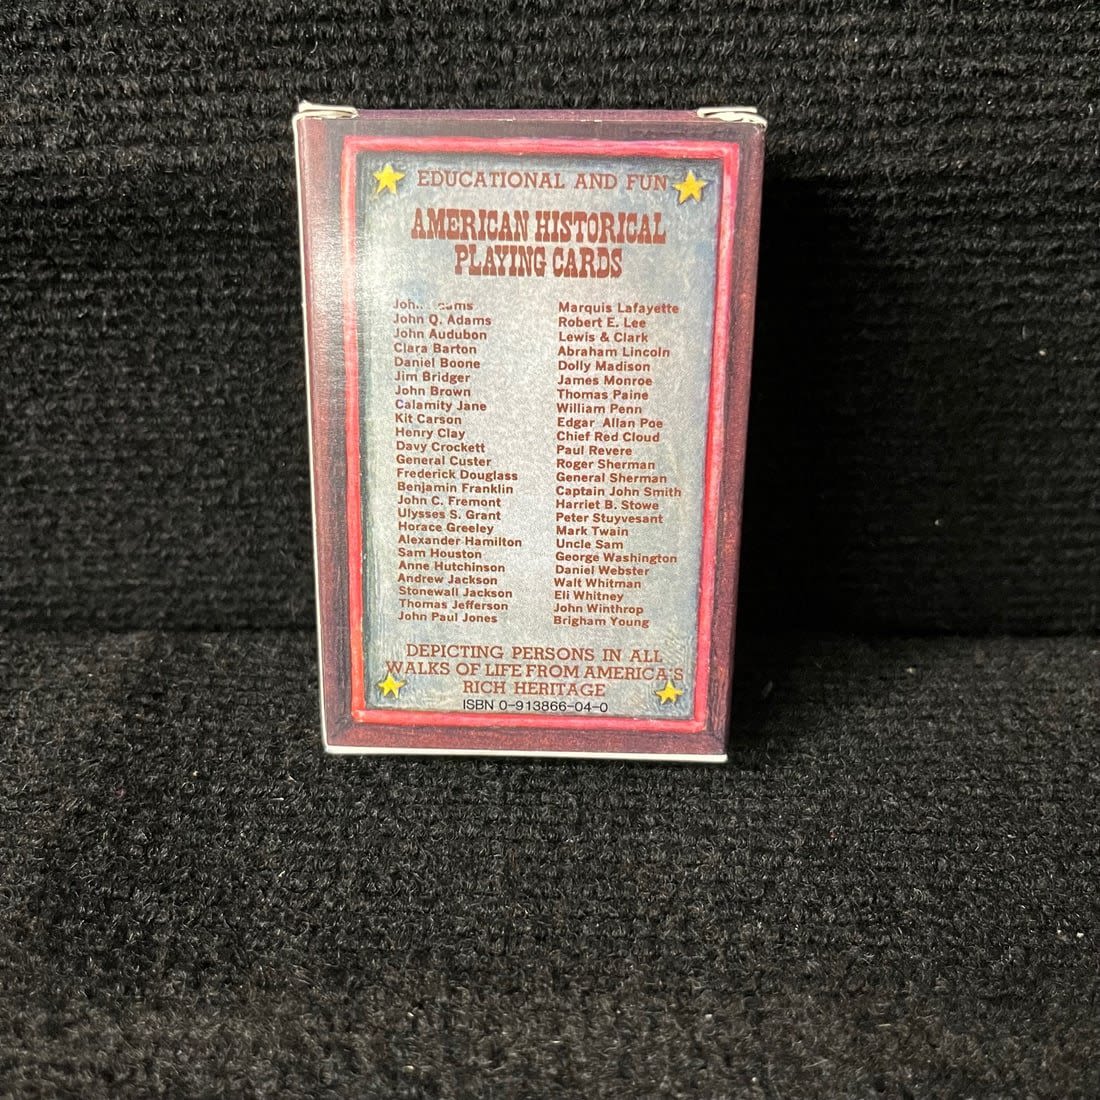 EDUCATIONAL AND FUN
AMERICAN HISTORICAL
PLAYING CARDS
John Q. Adams
John Audubon
Clara Barton
Daniel Boone
Jim Bridger
John Brown
Calamity Jane
Kit Carson
Henry Clay
Davy Crockett
General Custer
Frederick Douglass
Benjamin Franklin
John C. Fremont
Ulysses S. Grant
Horace Greeley
Alexander Hamilton
Sam Houston
Anne Hutchinson
Andrew Jackson
Stonewall Jackson
Thomas Jefferson
John Paul Jones
Marquis Lafayette
Robert E. Lee
Lewis & Clark
Abraham Lincoln
Dolly Madison
James Monroe
Thomas Paine
William Penn
Edgar Allan Poe
Chief Red Cloud
Paul Revere
Roger Sherman
General Sherman
Captain John Smith
Harriet B. Stowe
Peter Stuyvesant
Mark Twain
Uncle Sam
George Washington
Daniel Webster
Walt Whitman
Eli Whitney
John Winthrop
Brigham Young
DEPICTING PERSONS IN ALL
WALKS OF LIFE FROM AMERICA'S
RICH HERITAGE
ISBN 0-913866-04-0